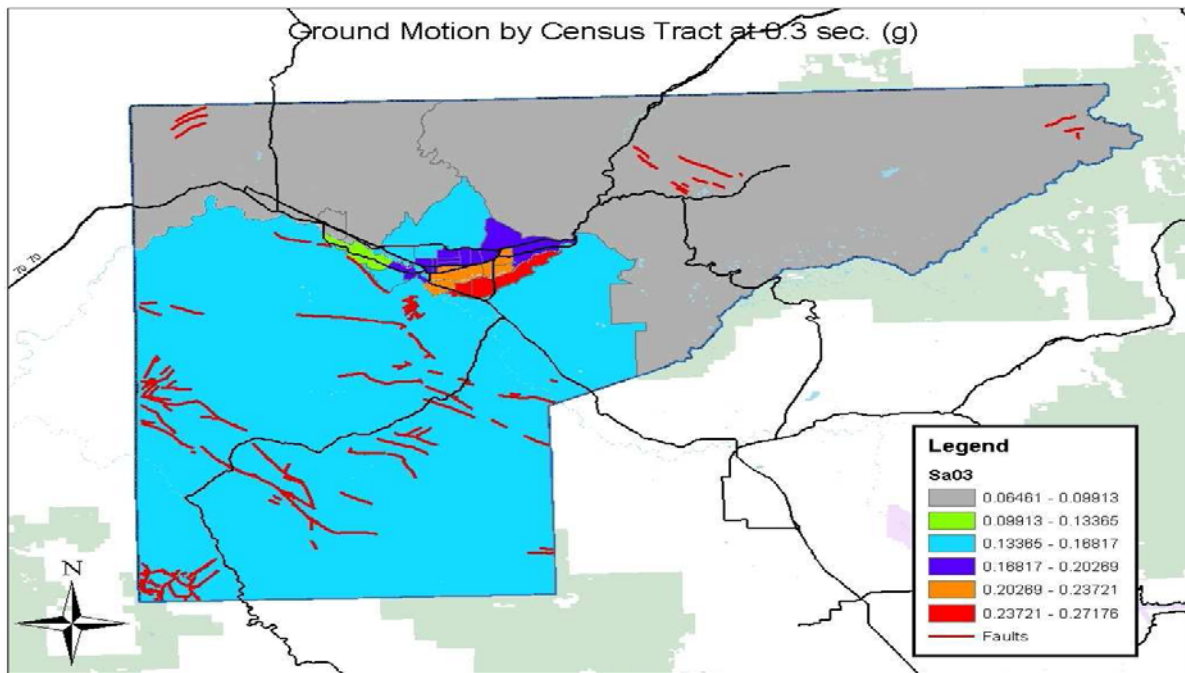 Ground Motion by Census Tract at 0.3 sec. (g)
70 70
N
Legend
Sa03
0.06461 - 0.09913
0.09913 - 0.13365
0.13365 - 0.16817
0.16817 - 0.20269
0.20269 - 0.23721
0.23721 - 0.27176
Faults